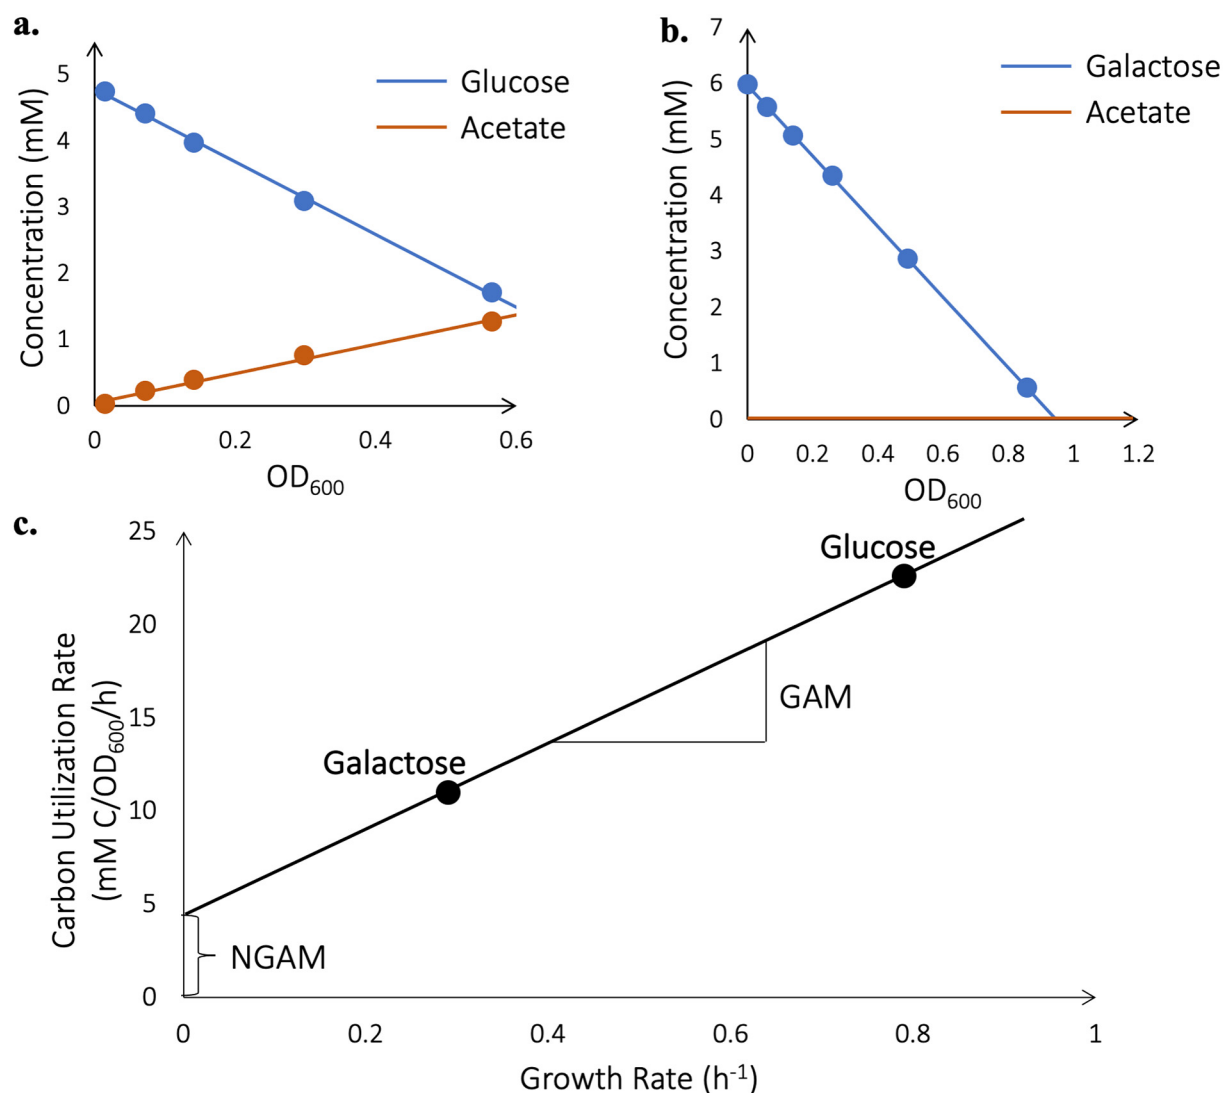 a.
5
4
3
2
1
0
Concentration (mM)
Glucose
Acetate
0 0.2 0.4 0.6
OD600
b.
7
6
5
4
3
2
1
0
Concentration (mM)
Galactose
Acetate
0 0.2 0.4 0.6 0.8 1 1.2
OD600
c.
25
20
15
10
5
0
Carbon Utilization Rate
(mM C/OD600/h)
Glucose
GAM
Galactose
NGAM
0 0.2 0.4 0.6 0.8 1
Growth Rate (h-1)